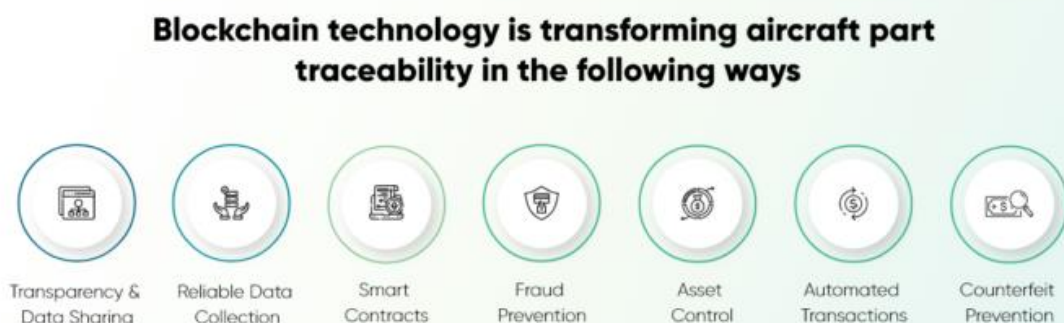 Blockchain technology is transforming aircraft part
traceability in the following ways
Transparency &
Data Sharing
Reliable Data
Collection
Smart
Contracts
Fraud
Prevention
Asset
Control
Automated
Transactions
Counterfeit
Prevention